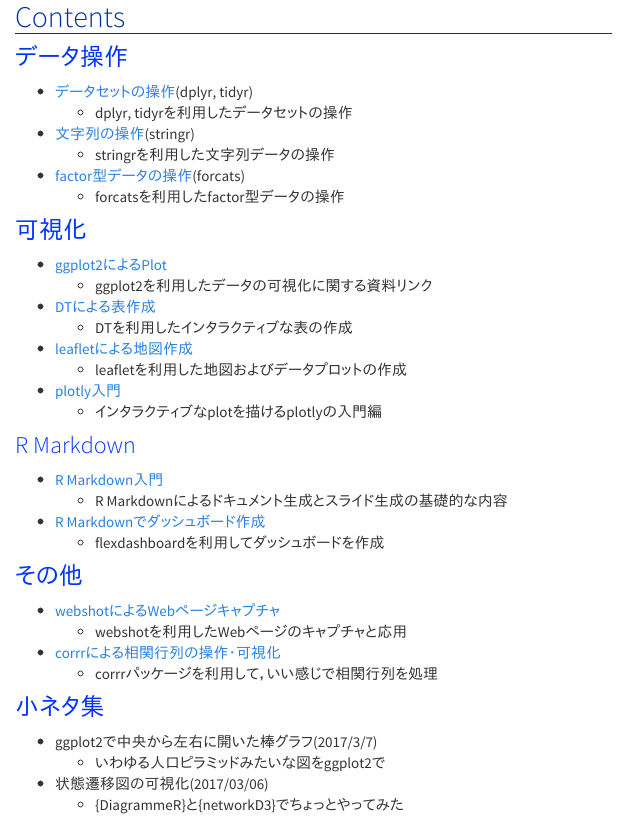 Contents
データ操作
データセットの操作(dplyr, tidyr)
dplyr, tidyrを利用したデータセットの操作
文字列の操作(stringr)
stringrを利用した文字列データの操作
factor型データの操作(forcats)
forcatsを利用したfactor型データの操作
可視化
ggplot2によるPlot
ggplot2を利用したデータの可視化に関する資料リンク
DTによる表作成
DTを利用したインタラクティブな表の作成
leafletによる地図作成
leafletを利用した地図およびデータプロットの作成
plotly入門
インタラクティブなplotを描けるplotlyの入門編
R Markdown
R Markdown入門
R Markdownによるドキュメント生成とスライド生成の基礎的な内容
R Markdownでダッシュボード作成
flexdashboardを利用してダッシュボードを作成
その他
webshotによるWebページキャプチャ
webshotを利用したWebページのキャプチャと応用
corrrによる相関行列の操作・可視化
corrrパッケージを利用して, いい感じで相関行列を処理
小ネタ集
ggplot2で中央から左右に開いた棒グラフ(2017/3/7)
いわゆる人口ピラミッドみたいな図をggplot2で
状態遷移図の可視化(2017/03/06)
{DiagrammeR}と{networkD3}でちょっとやってみた